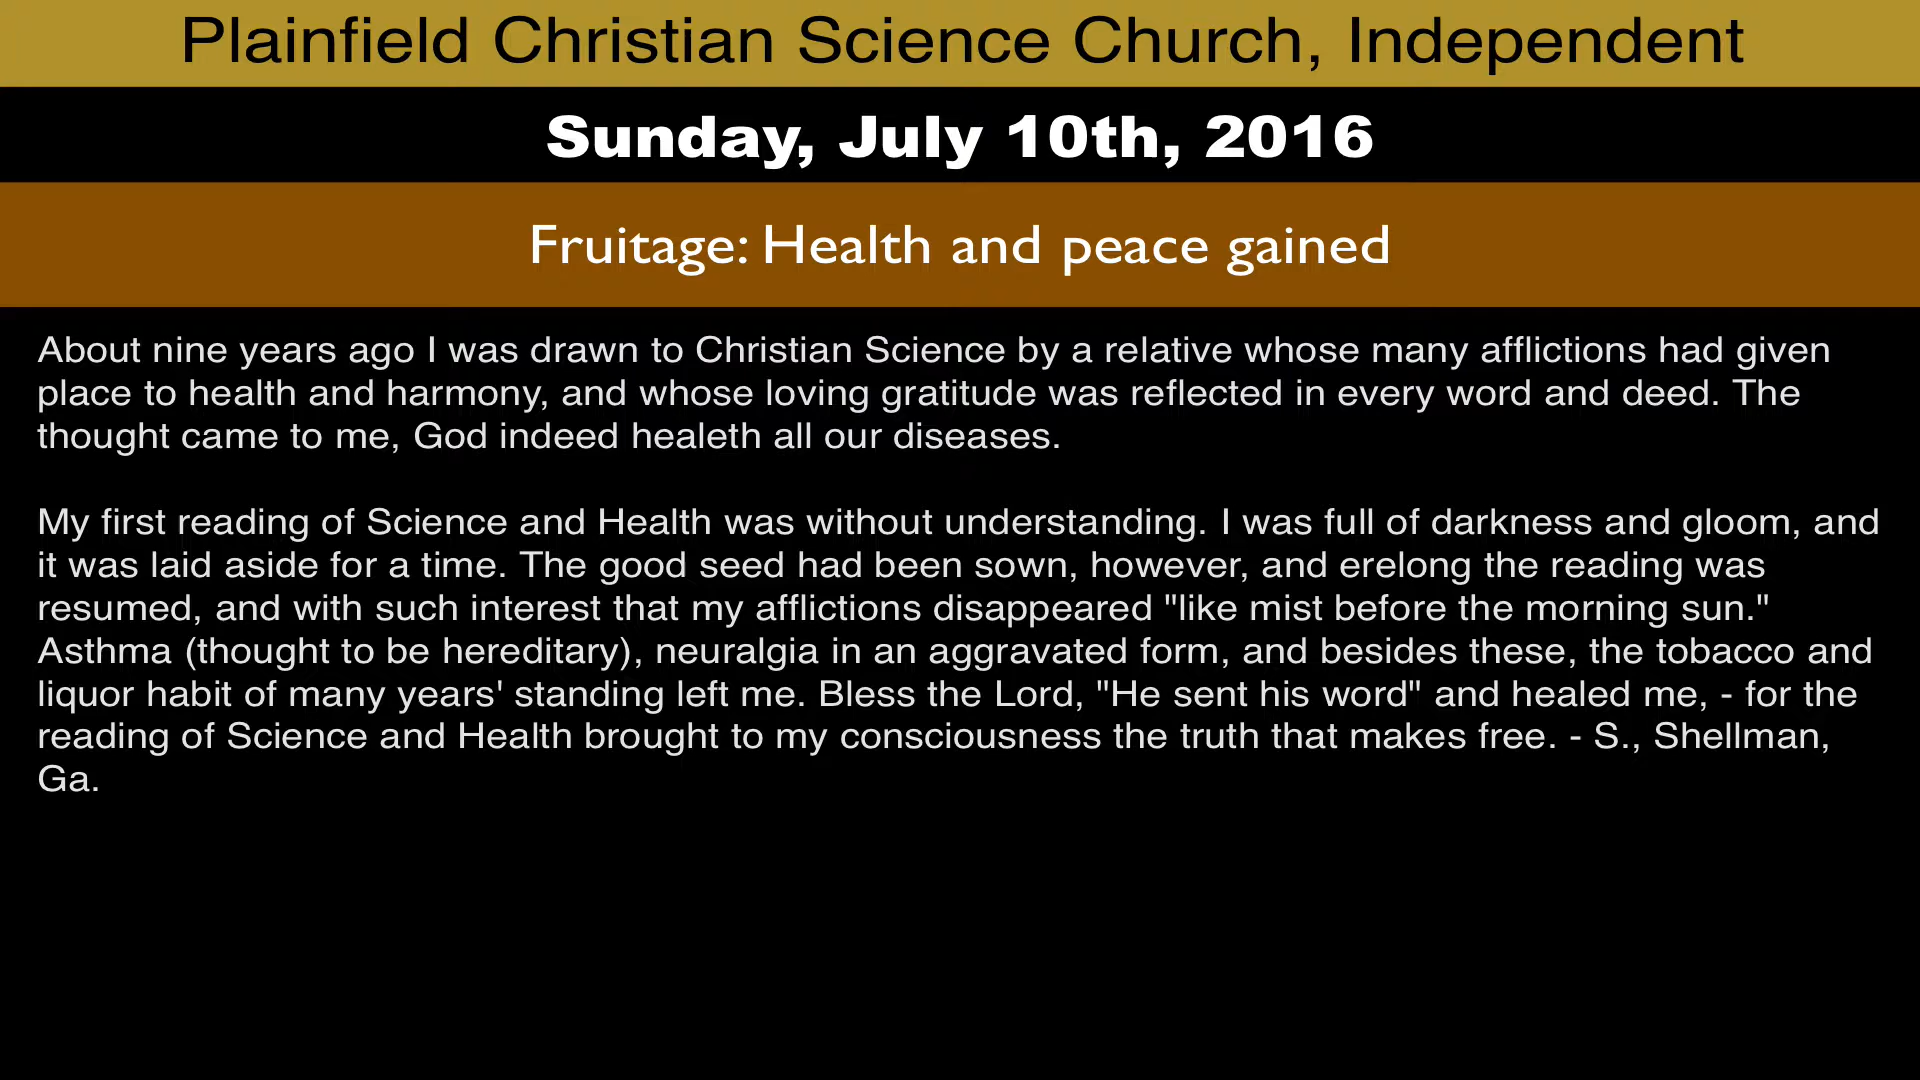 Plainfield Christian Science Church, Independent
Sunday, July 10th, 2016
Fruitage: Health and peace gained
About nine years ago I was drawn to Christian Science by a relative whose many afflictions had given
place to health and harmony, and whose loving gratitude was reflected in every word and deed. The
thought came to me, God indeed healeth all our diseases.
My first reading of Science and Health was without understanding. I was full of darkness and gloom, and
it was laid aside for a time. The good seed had been sown, however, and erelong the reading was
resumed, and with such interest that my afflictions disappeared "like mist before the morning sun."
Asthma (thought to be hereditary), neuralgia in an aggravated form, and besides these, the tobacco and
liquor habit of many years' standing left me. Bless the Lord, "He sent his word" and healed me, - for the
reading of Science and Health brought to my consciousness the truth that makes free. - S., Shellman,
Ga.